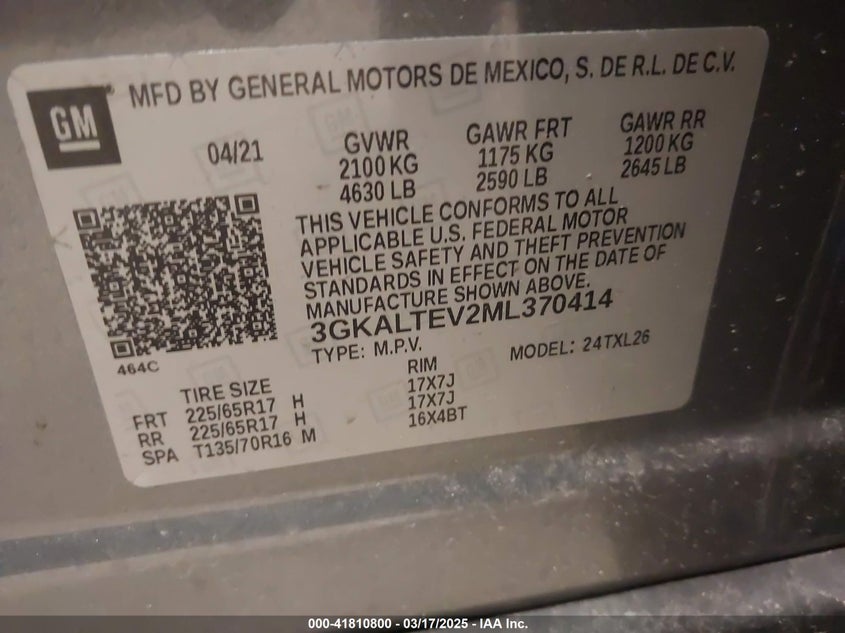 GM
MFD BY GENERAL MOTORS DE MEXICO, S. DE R.L. DE C.V.
04/21
GVWR
2100 KG
4630 LB
GAWR FRT
1175 KG
2590 LB
GAWR RR
1200 KG
2645 LB
THIS VEHICLE CONFORMS TO ALL
APPLICABLE U.S. FEDERAL MOTOR
VEHICLE SAFETY AND THEFT PREVENTION
STANDARDS IN EFFECT ON THE DATE OF
MANUFACTURE SHOWN ABOVE.
3GKALTEV2ML370414
TYPE: M.P.V.
MODEL: 24TXL26
464C
TIRE SIZE RIM
FRT 225/65R17 H 17X7J
RR 225/65R17 H 17X7J
SPA T135/70R16 M 16X4BT
000-41810800 - 03/17/2025 - IAA Inc.